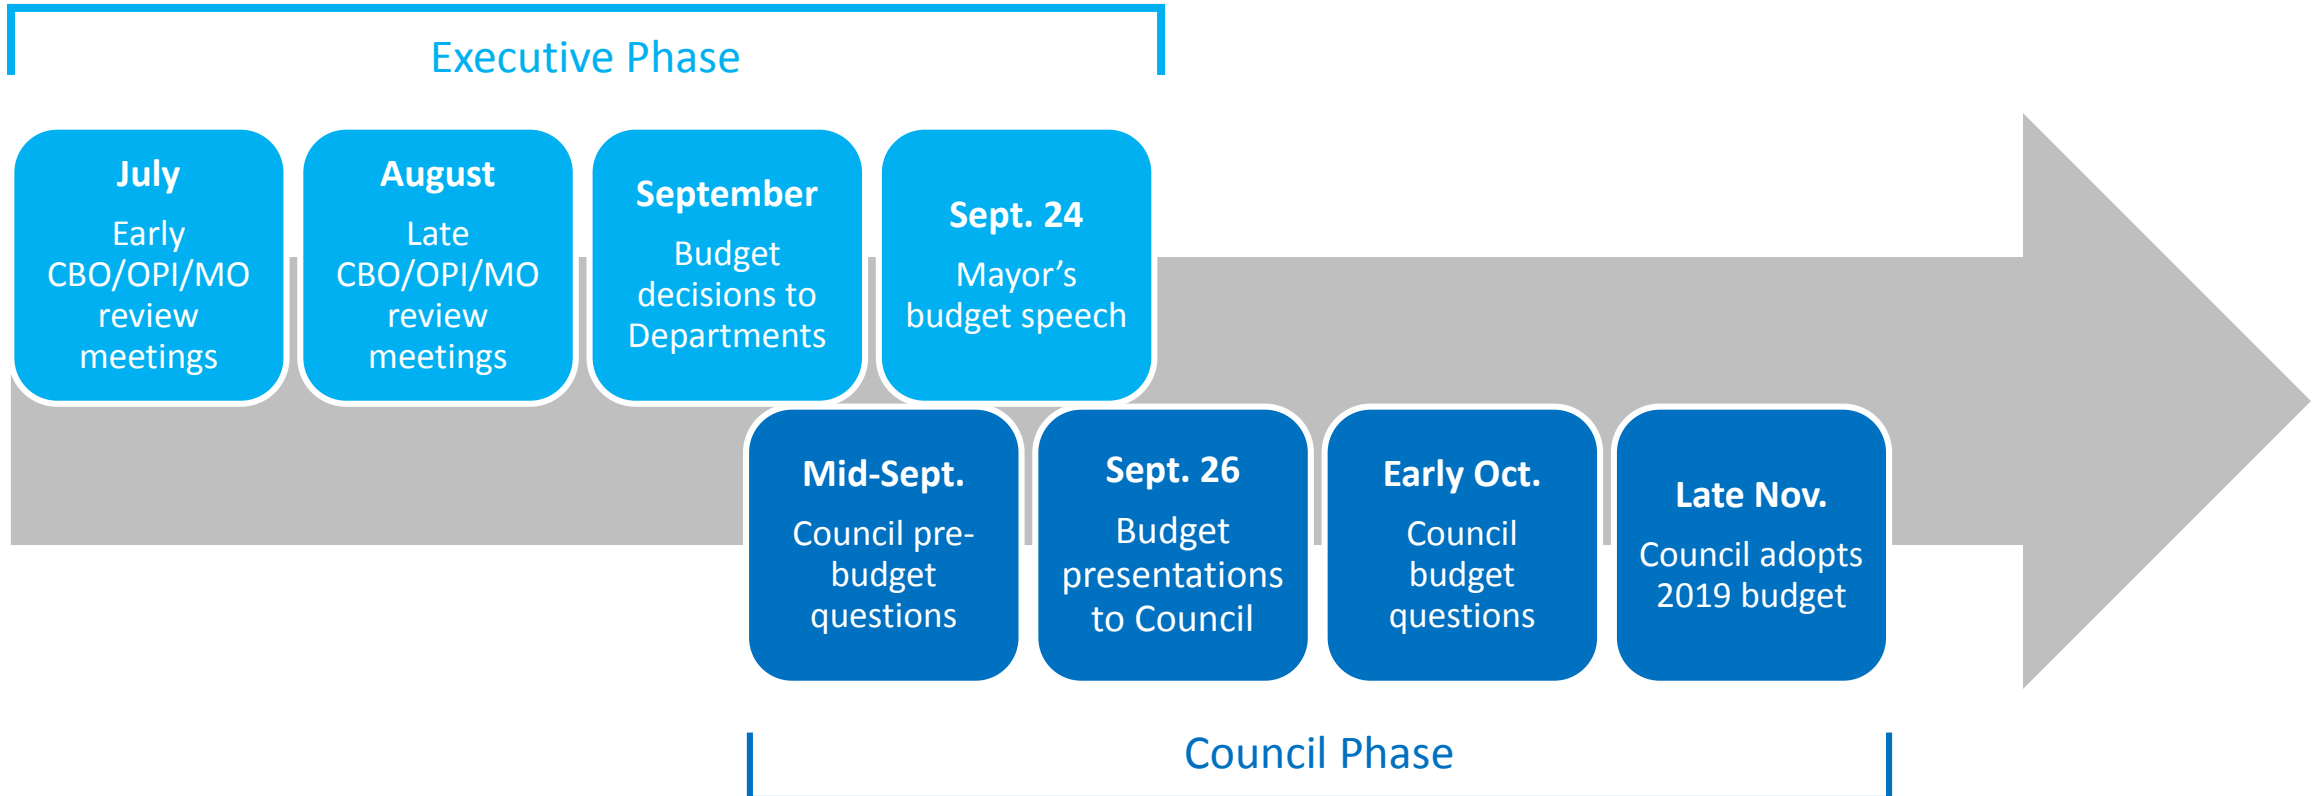 Executive Phase
July
Early
CBO/OPI/MO
review
meetings
August
Late
CBO/OPI/MO
review
meetings
September
Budget
decisions to
Departments
Sept. 24
Mayor’s
budget speech
Mid-Sept.
Council pre-
budget
questions
Sept. 26
Budget
presentations
to Council
Early Oct.
Council
budget
questions
Late Nov.
Council adopts
2019 budget
Council Phase